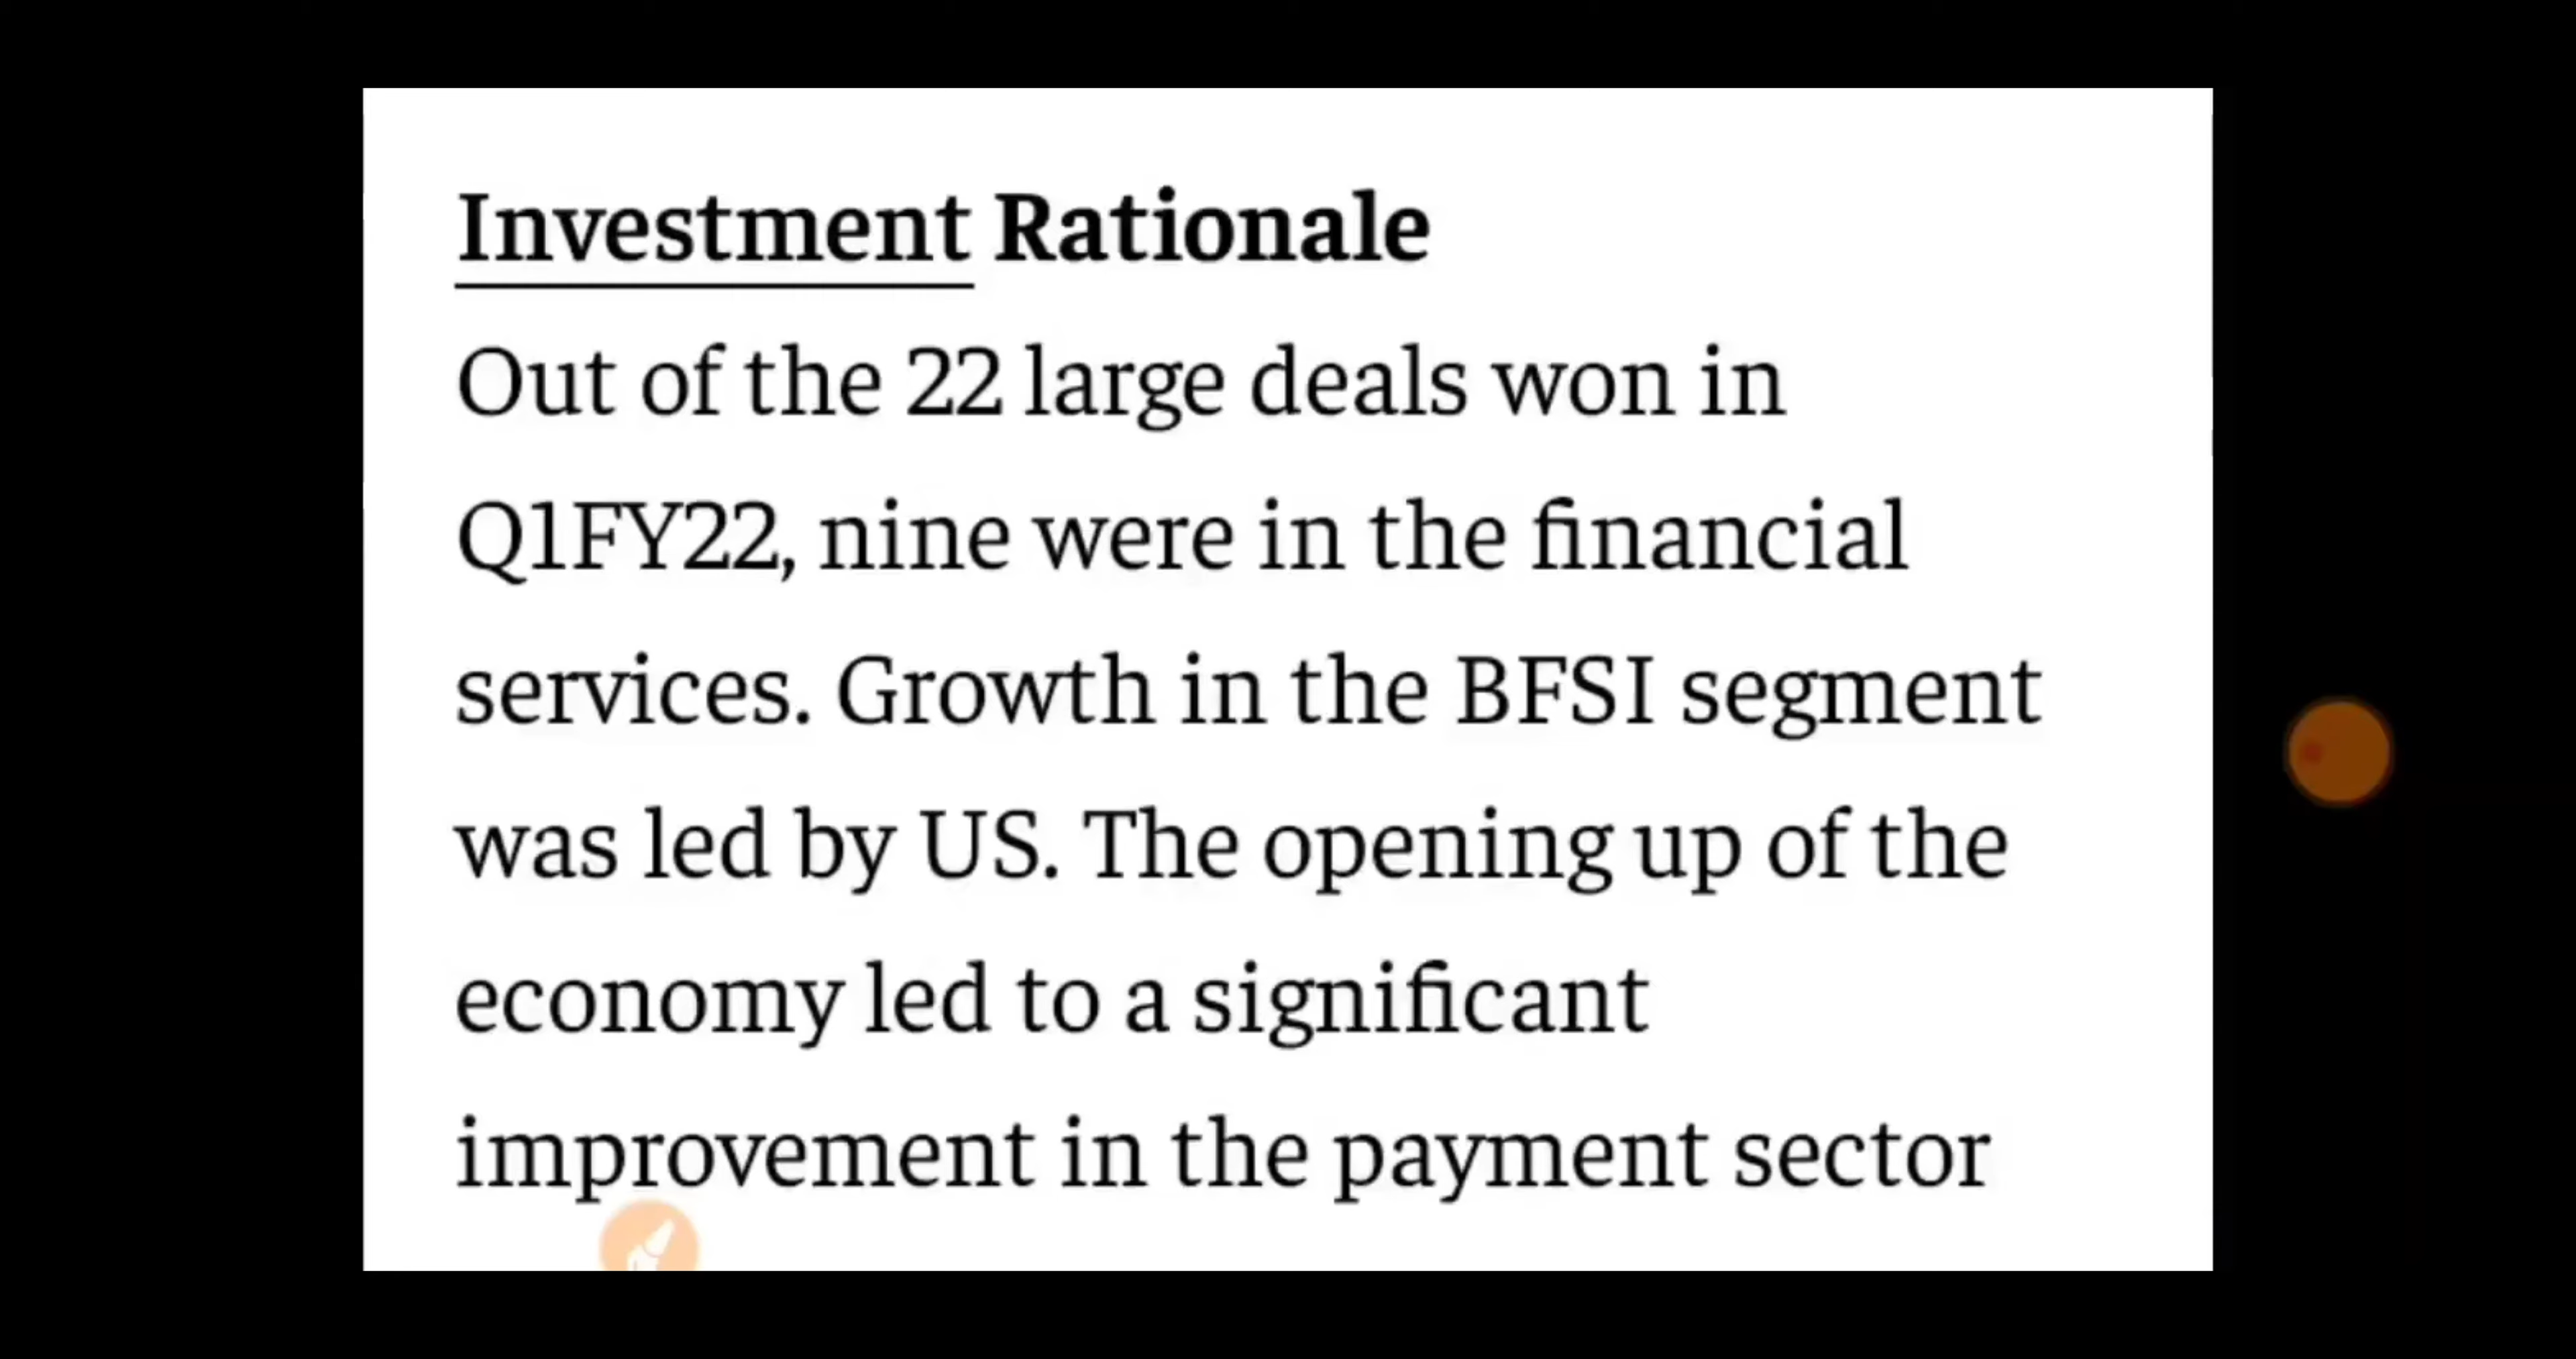 Investment Rationale
Out of the 22 large deals won in
Q1FY22, nine were in the financial
services. Growth in the BFSI segment
was led by US. The opening up of the
economy led to a significant
improvement in the payment sector